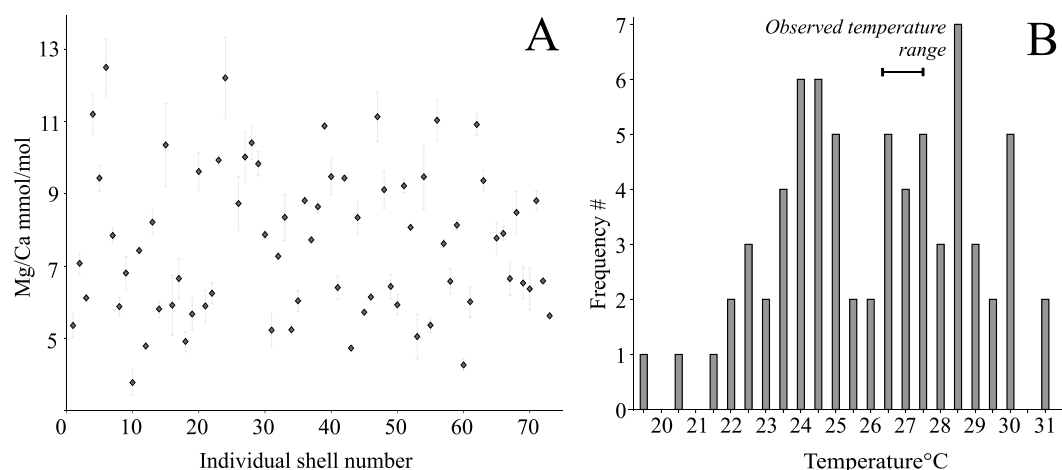 A
13
11
9
7
5
Mg/Ca mmol/mol
0 10 20 30 40 50 60 70
Individual shell number
B
Observed temperature
range
7
6
5
4
3
2
1
0
Frequency #
20 21 22 23 24 25 26 27 28 29 30 31
Temperature°C